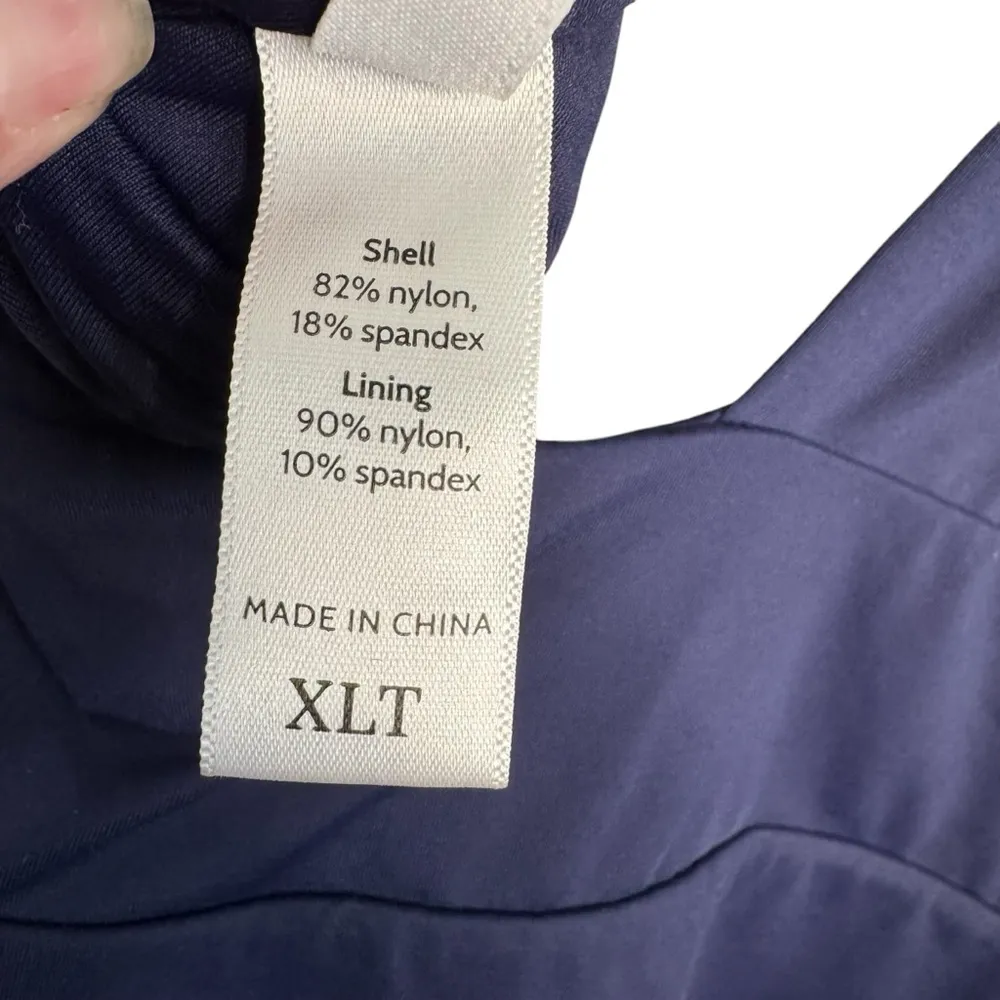 Shell
82% nylon,
18% spandex
Lining
90% nylon,
10% spandex
MADE IN CHINA
XLT